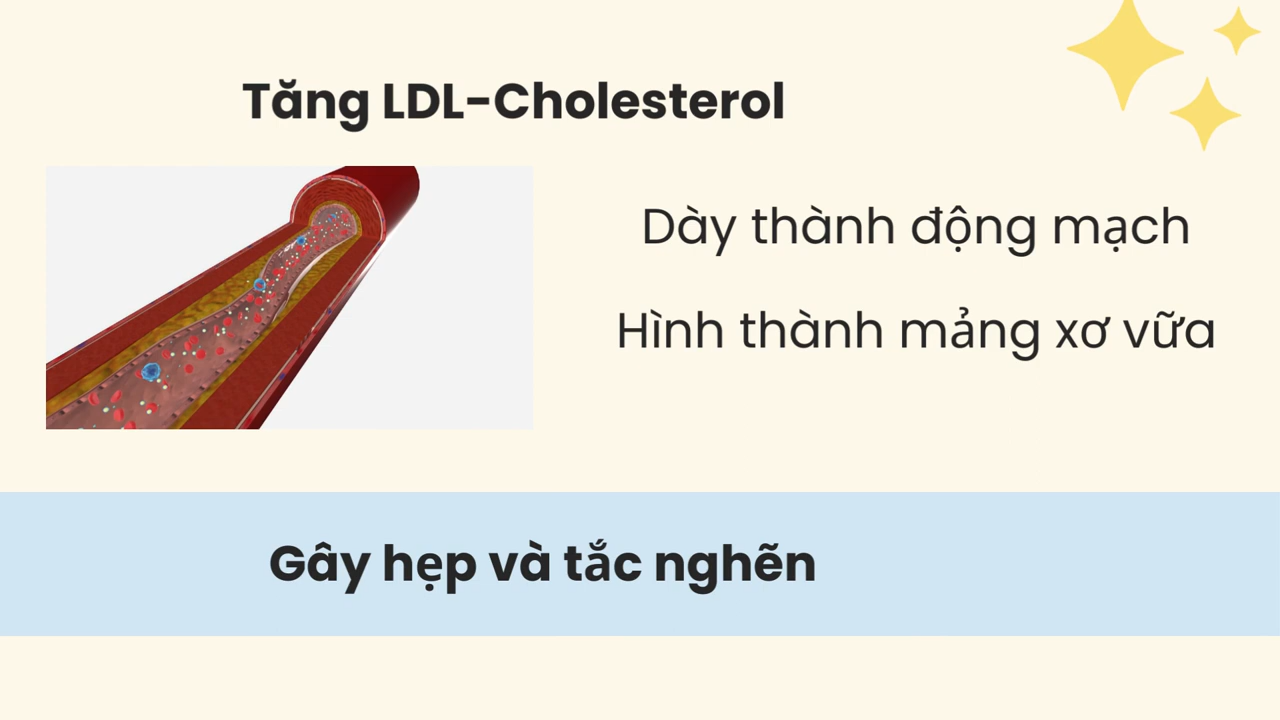 Tăng LDL-Cholesterol
Dày thành động mạch
Hình thành mảng xơ vữa
Gây hẹp và tắc nghẽn